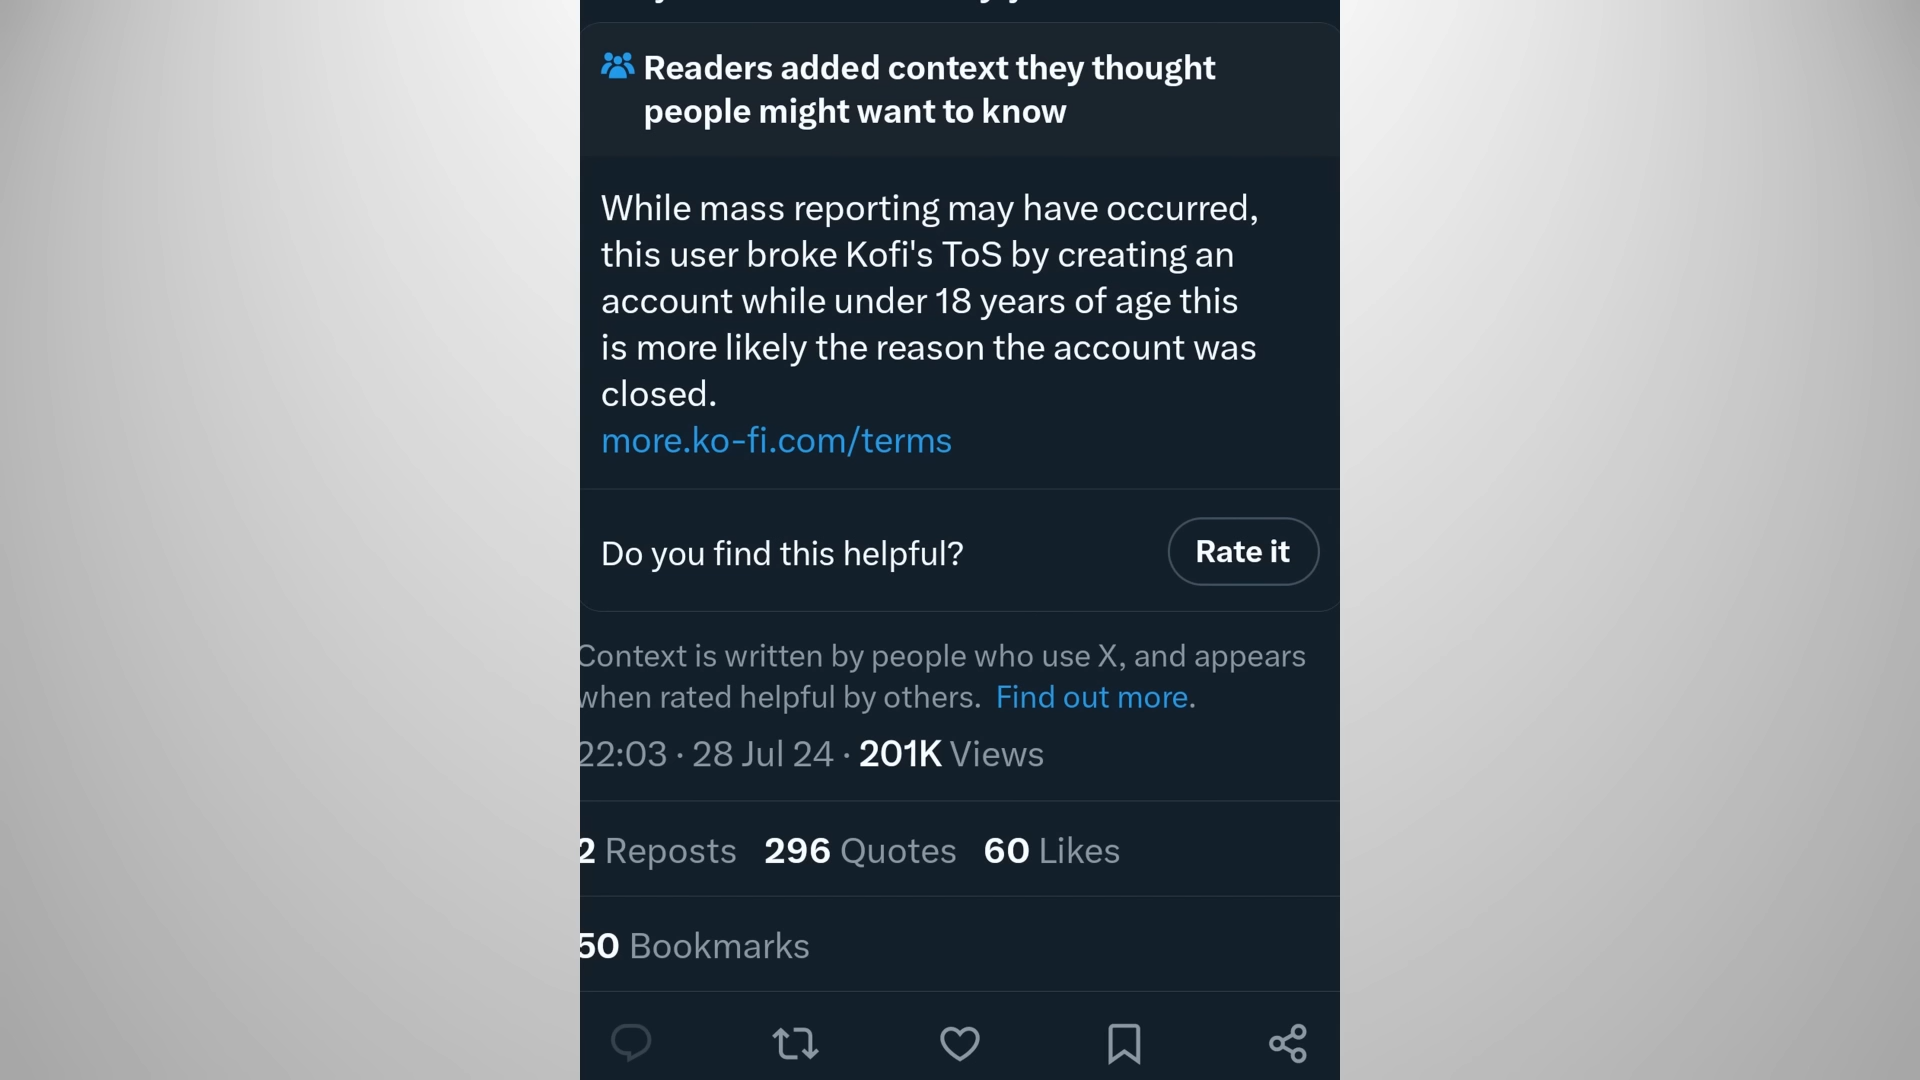 Readers added context they thought
people might want to know
While mass reporting may have occurred,
this user broke Kofi's ToS by creating an
account while under 18 years of age this
is more likely the reason the account was
closed.
more.ko-fi.com/terms
Do you find this helpful?
Rate it
Context is written by people who use X, and appears
when rated helpful by others. Find out more.
22:03 · 28 Jul 24 · 201K Views
2 Reposts 296 Quotes 60 Likes
50 Bookmarks